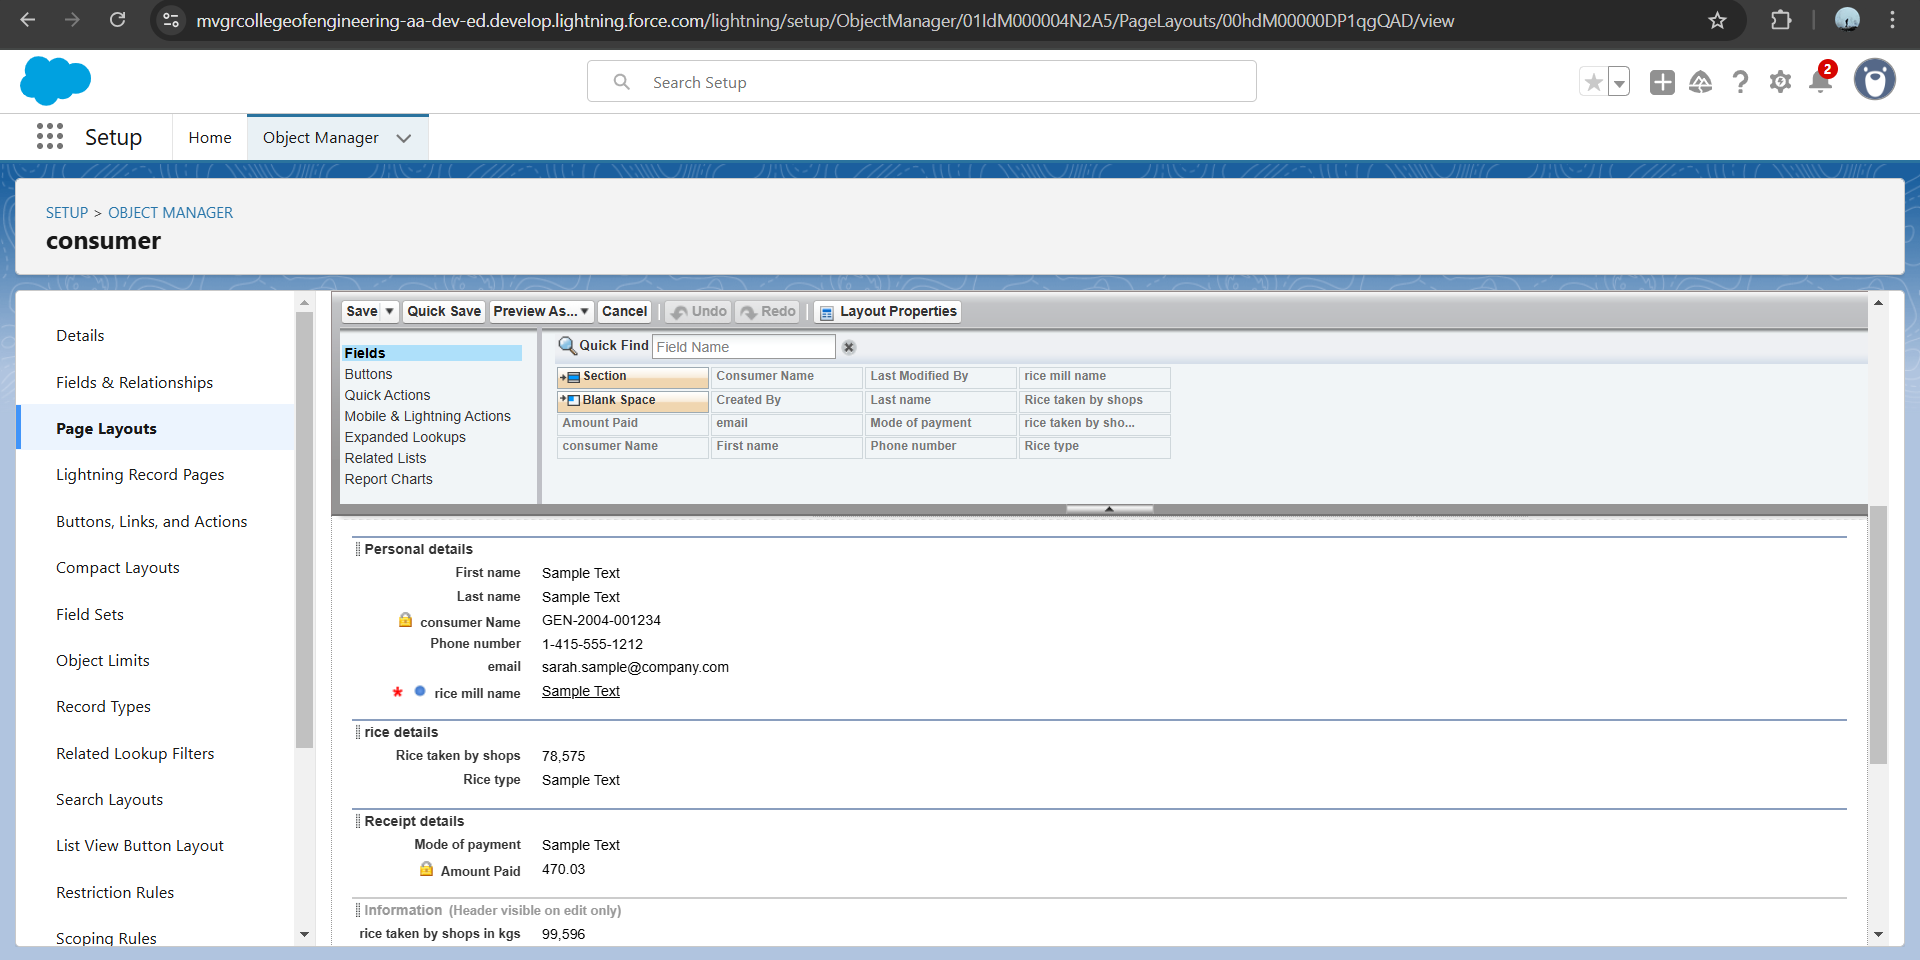 mvgrcollegeofengineering-aa-dev-ed.develop.lightning.force.com/lightning/setup/ObjectManager/01IdM000004N2A5/PageLayouts/00hdM00000DP1qgQAD/view
Search Setup
2
Setup
Home
Object Manager
SETUP > OBJECT MANAGER
consumer
Details
Fields & Relationships
Page Layouts
Lightning Record Pages
Buttons, Links, and Actions
Compact Layouts
Field Sets
Object Limits
Record Types
Related Lookup Filters
Search Layouts
List View Button Layout
Restriction Rules
Scoping Rules
Save Quick Save Preview As... Cancel Undo Redo Layout Properties
Fields
Buttons
Quick Actions
Mobile & Lightning Actions
Expanded Lookups
Related Lists
Report Charts
Quick Find Field Name
Section Consumer Name Last Modified By rice mill name
Blank Space Created By Last name Rice taken by shops
Amount Paid email Mode of payment rice taken by sho...
consumer Name First name Phone number Rice type
Personal details
First name Sample Text
Last name Sample Text
consumer Name GEN-2004-001234
Phone number 1-415-555-1212
email sarah.sample@company.com
* rice mill name Sample Text
rice details
Rice taken by shops 78,575
Rice type Sample Text
Receipt details
Mode of payment Sample Text
Amount Paid 470.03
Information (Header visible on edit only)
rice taken by shops in kgs 99,596